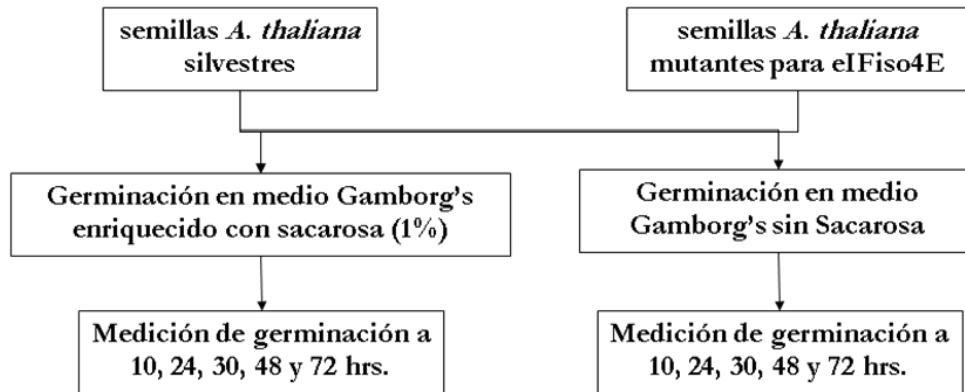 semillas A. thaliana
silvestres
semillas A. thaliana
mutantes para eIFiso4E
Germinación en medio Gamborg's
enriquecido con sacarosa (1%)
Germinación en medio
Gamborg's sin Sacarosa
Medición de germinación a
10, 24, 30, 48 y 72 hrs.
Medición de germinación a
10, 24, 30, 48 y 72 hrs.